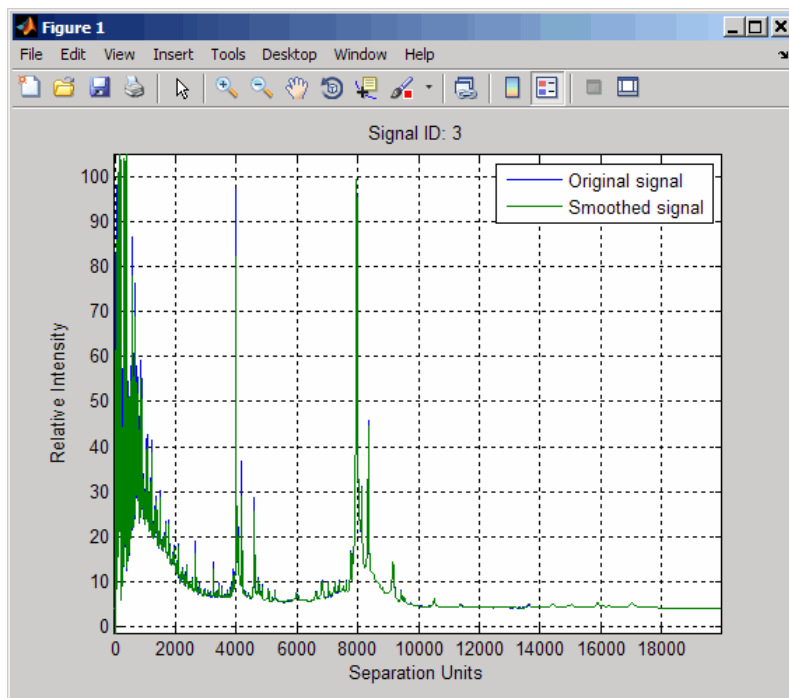 Figure 1
File Edit View Insert Tools Desktop Window Help
Signal ID: 3
Original signal
Smoothed signal
100
90
80
70
60
50
40
30
20
10
0
Relative Intensity
0 2000 4000 6000 8000 10000 12000 14000 16000 18000
Separation Units